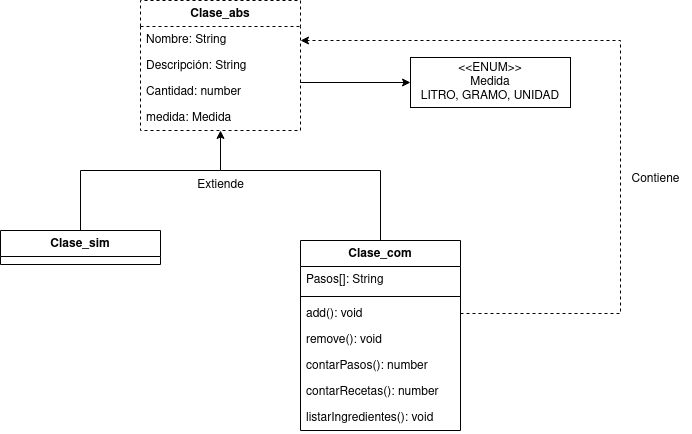 Clase_abs
Nombre: String
Descripción: String
Cantidad: number
medida: Medida
<<ENUM>>
Medida
LITRO, GRAMO, UNIDAD
Contiene
Extiende
Clase_sim
Clase_com
Pasos[]: String
add(): void
remove(): void
contarPasos(): number
contarRecetas(): number
listarIngredientes(): void